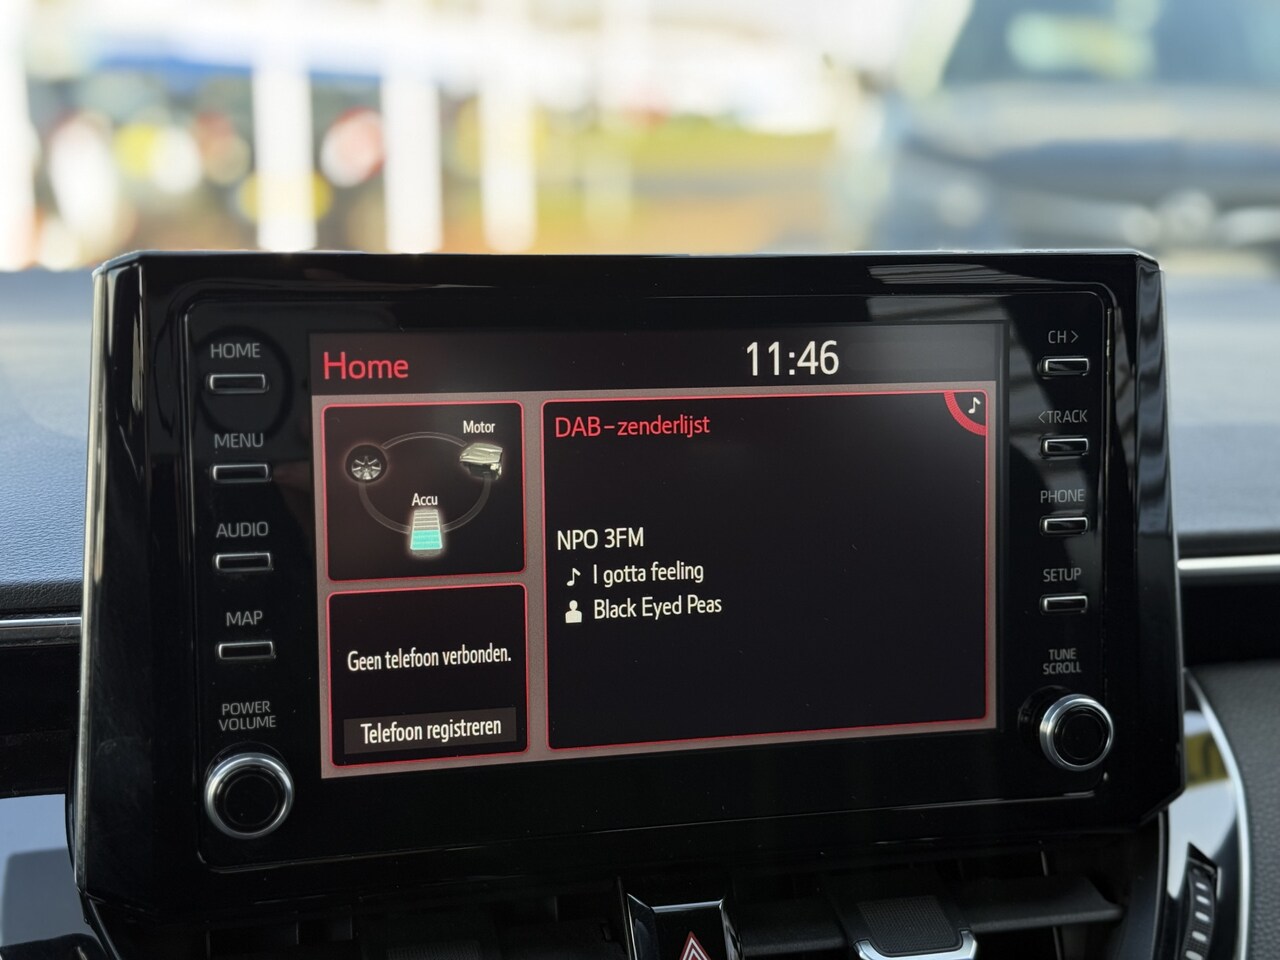 HOME
MENU
AUDIO
MAP
POWER
VOLUME
Home
11:46
Motor
Accu
Geen telefoon verbonden.
Telefoon registreren
DAB-zenderlijst
NPO 3FM
I gotta feeling
Black Eyed Peas
CH >
<TRACK
PHONE
SETUP
TUNE
SCROLL